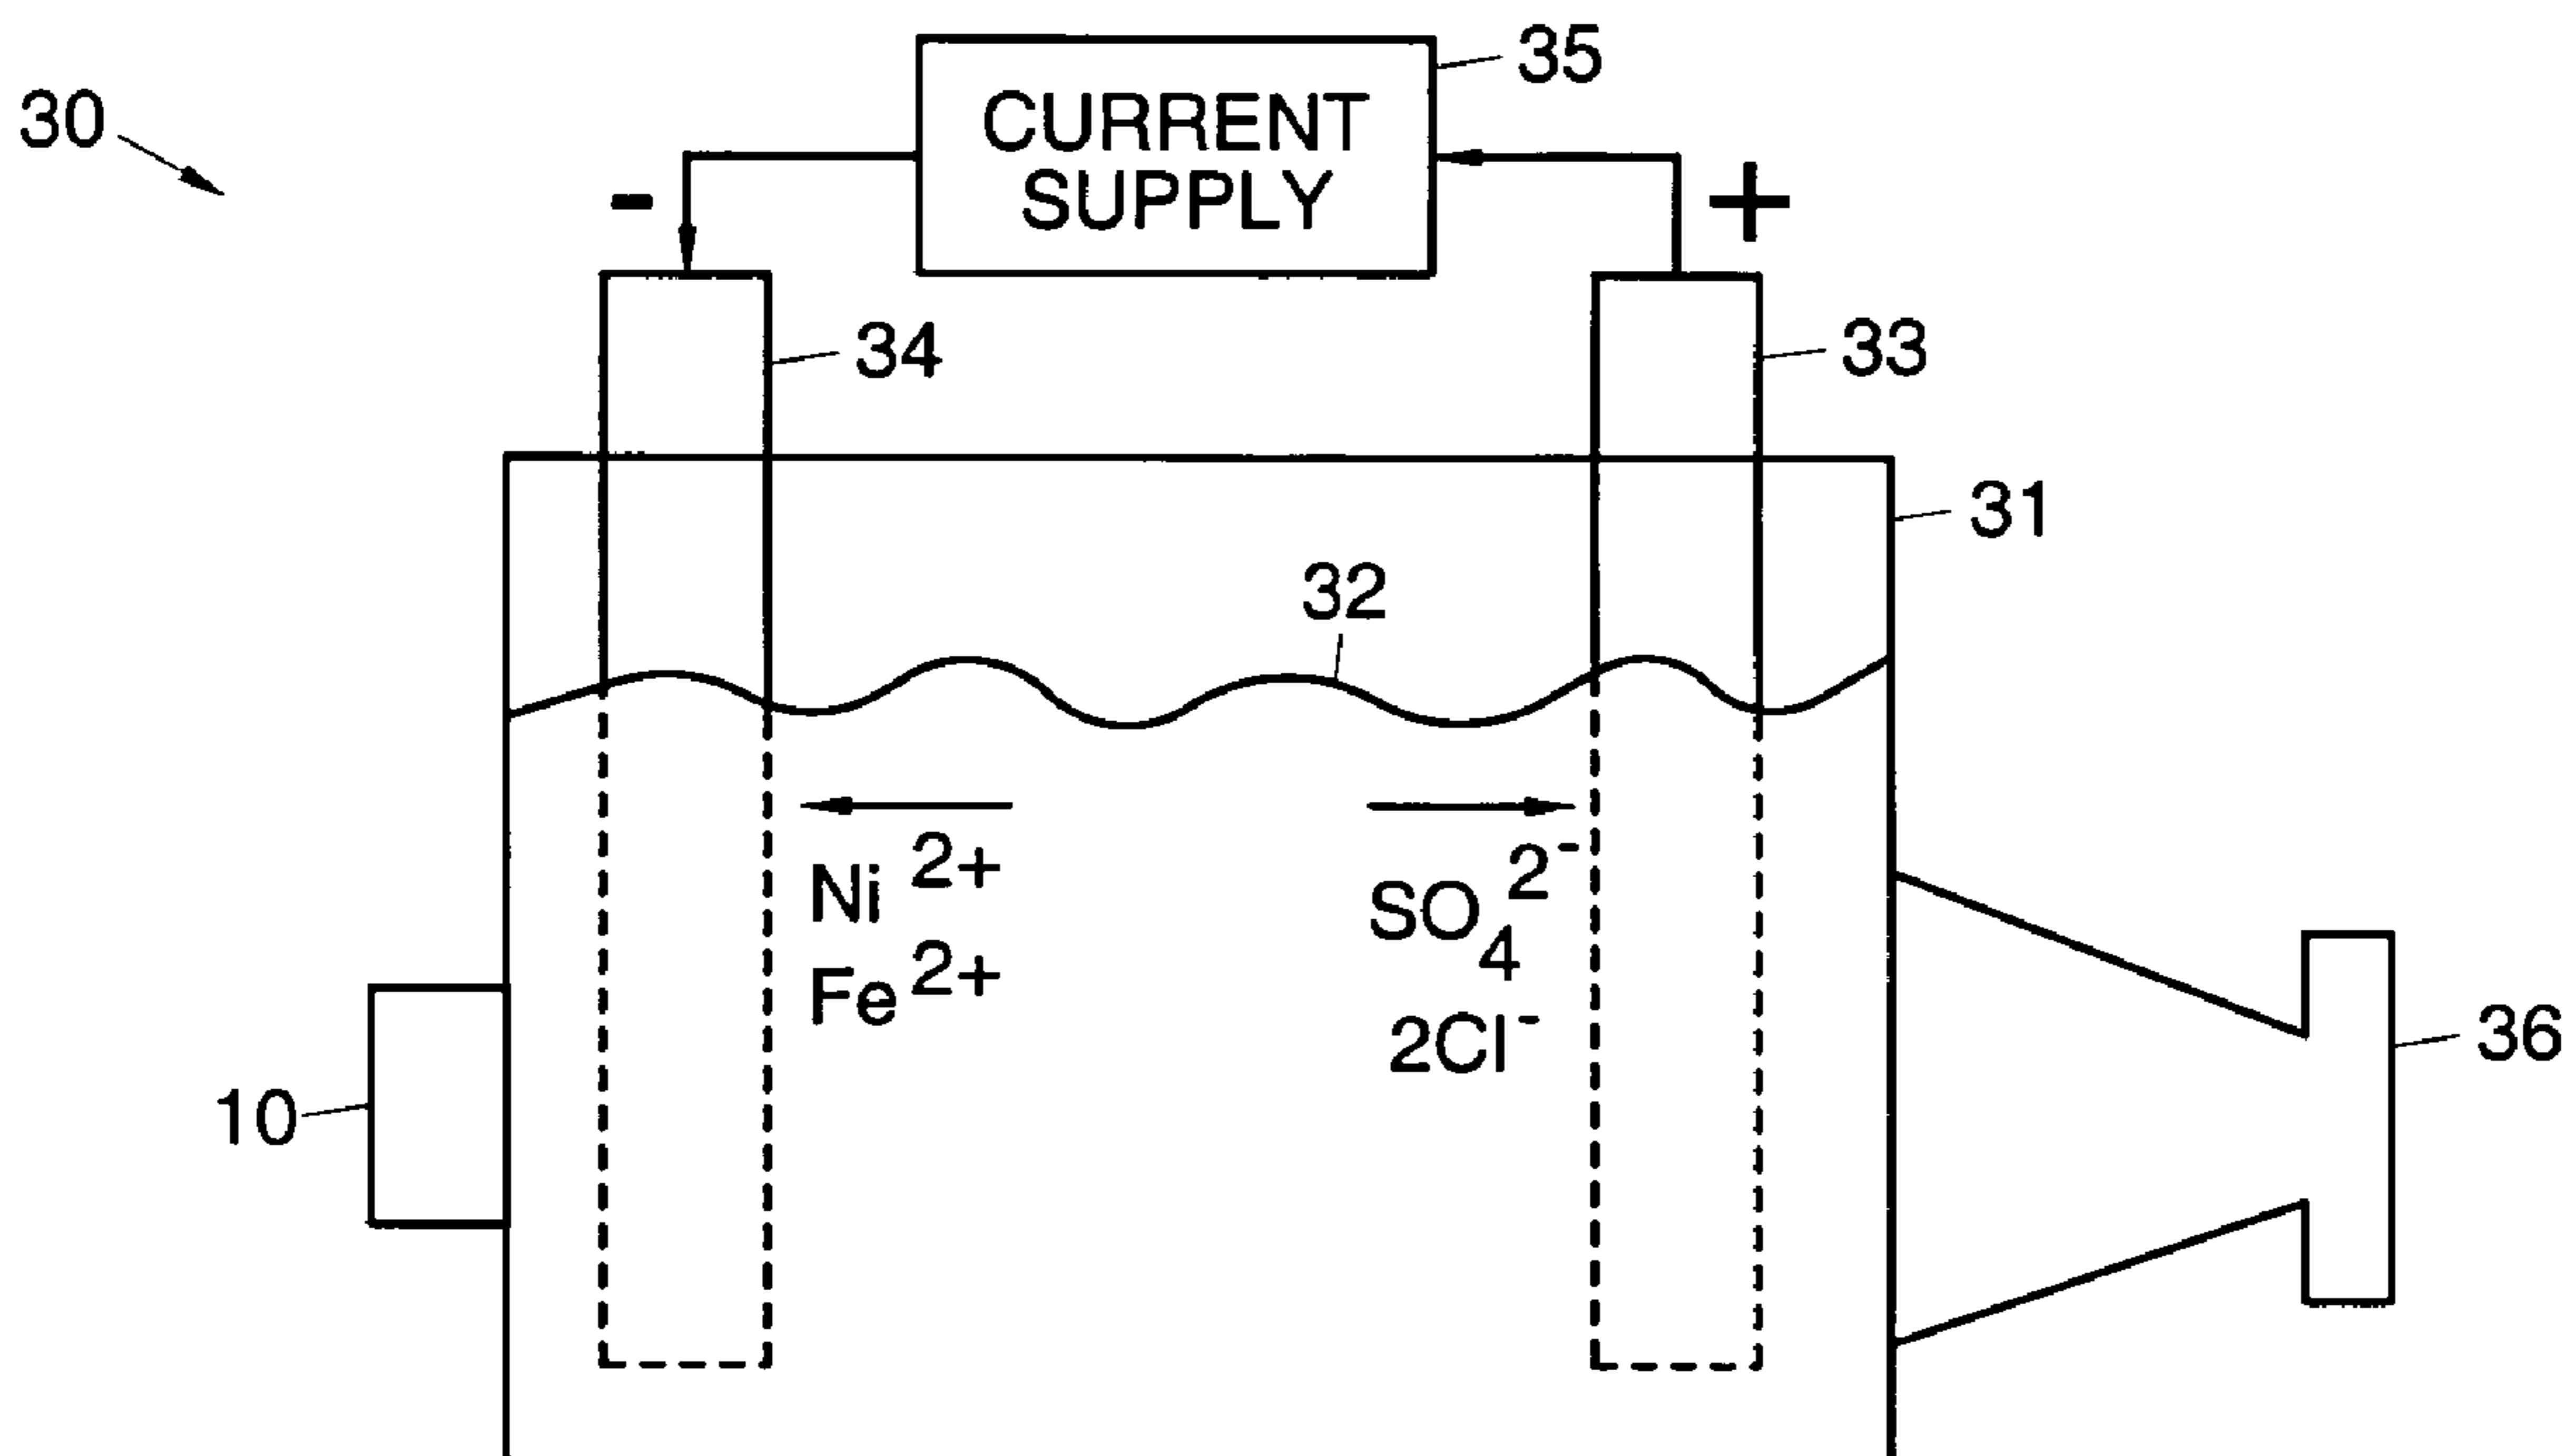 35
30
CURRENT
SUPPLY
-
+
34
33
31
32
Ni 2+
Fe 2+
SO4 2-
2Cl-
10
36